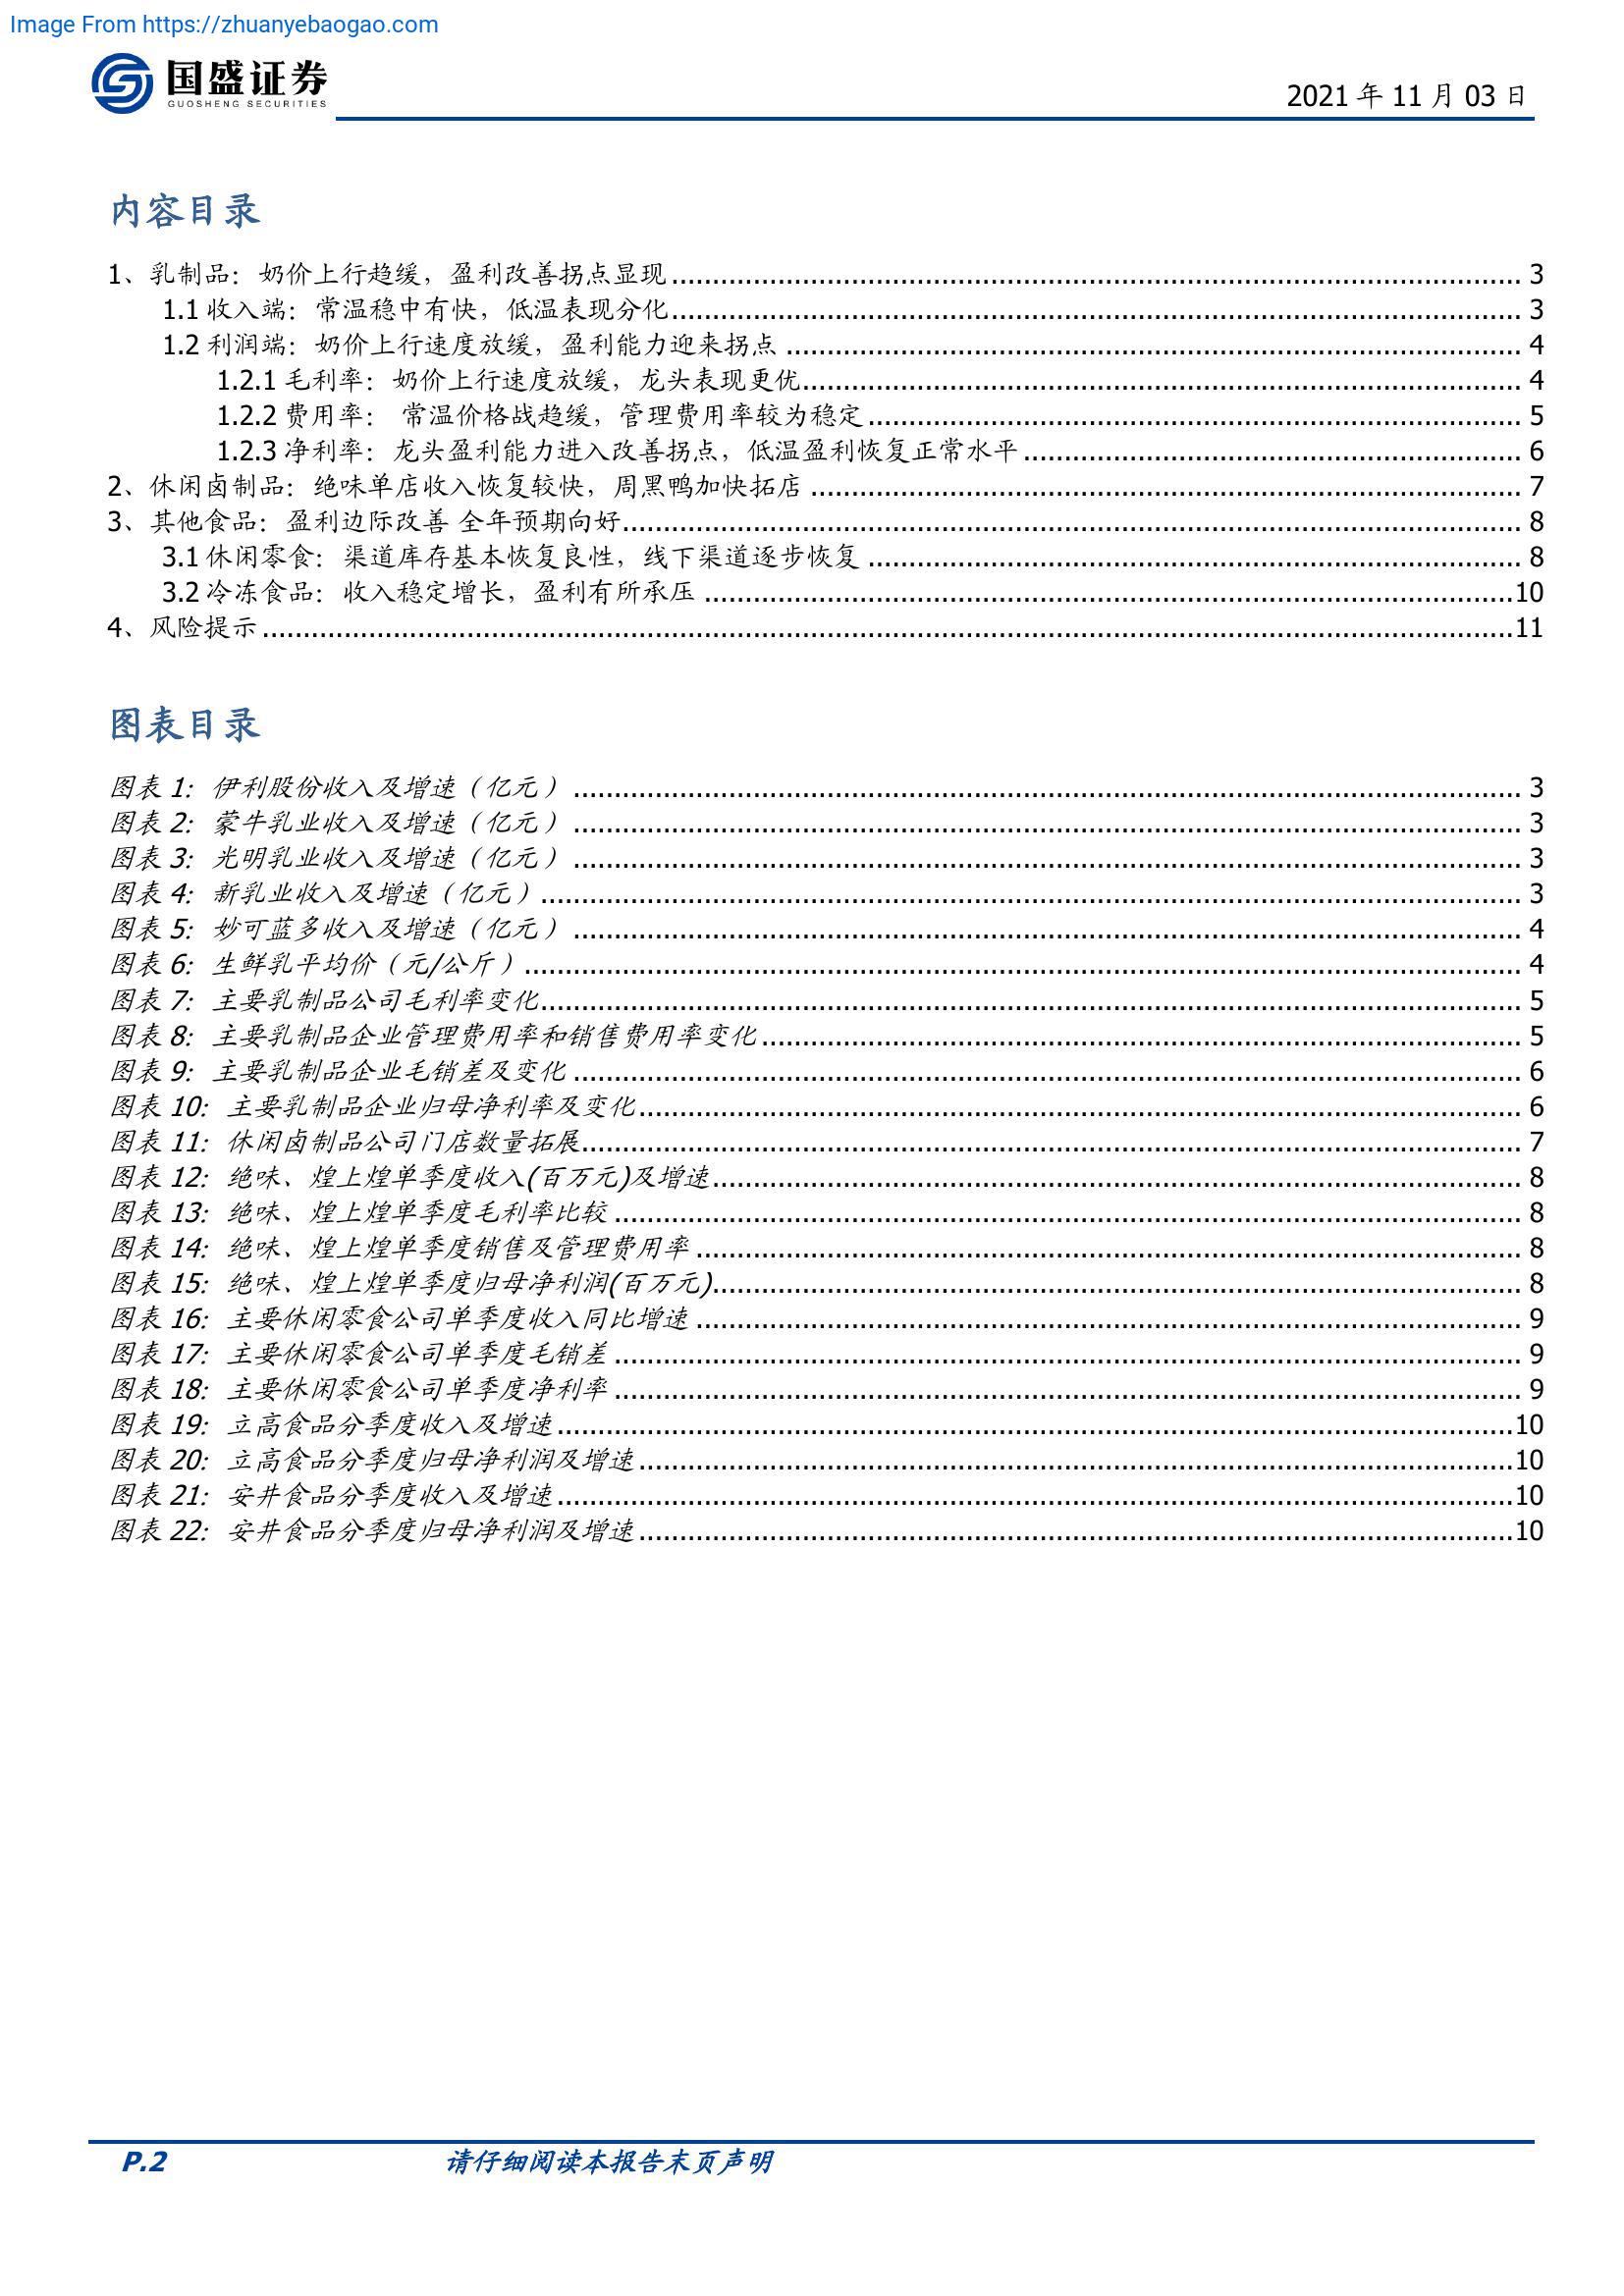 Image From https://zhuanyebaogao.com
国盛证券
GUOSHENG SECURITIES
2021 年 11 月 03 日
内容目录
1、乳制品：奶价上行趋缓，盈利改善拐点显现 3
1.1 收入端：常温稳中有快，低温表现分化 3
1.2 利润端：奶价上行速度放缓，盈利能力迎来拐点 4
1.2.1 毛利率：奶价上行速度放缓，龙头表现更优 4
1.2.2 费用率： 常温价格战趋缓，管理费用率较为稳定 5
1.2.3 净利率：龙头盈利能力进入改善拐点，低温盈利恢复正常水平 6
2、休闲卤制品：绝味单店收入恢复较快，周黑鸭加快拓店 7
3、其他食品：盈利边际改善 全年预期向好 8
3.1 休闲零食：渠道库存基本恢复良性，线下渠道逐步恢复 8
3.2 冷冻食品：收入稳定增长，盈利有所承压 10
4、风险提示 11
图表目录
图表 1: 伊利股份收入及增速（亿元） 3
图表 2: 蒙牛乳业收入及增速（亿元） 3
图表 3: 光明乳业收入及增速（亿元） 3
图表 4: 新乳业收入及增速（亿元） 3
图表 5: 妙可蓝多收入及增速（亿元） 4
图表 6: 生鲜乳平均价（元/公斤） 4
图表 7: 主要乳制品公司毛利率变化 5
图表 8: 主要乳制品企业管理费用率和销售费用率变化 5
图表 9: 主要乳制品企业毛销差及变化 6
图表 10: 主要乳制品企业归母净利率及变化 6
图表 11: 休闲卤制品公司门店数量拓展 7
图表 12: 绝味、煌上煌单季度收入(百万元)及增速 8
图表 13: 绝味、煌上煌单季度毛利率比较 8
图表 14: 绝味、煌上煌单季度销售及管理费用率 8
图表 15: 绝味、煌上煌单季度归母净利润(百万元) 8
图表 16: 主要休闲零食公司单季度收入同比增速 9
图表 17: 主要休闲零食公司单季度毛销差 9
图表 18: 主要休闲零食公司单季度净利率 9
图表 19: 立高食品分季度收入及增速 10
图表 20: 立高食品分季度归母净利润及增速 10
图表 21: 安井食品分季度收入及增速 10
图表 22: 安井食品分季度归母净利润及增速 10
P.2 请仔细阅读本报告末页声明